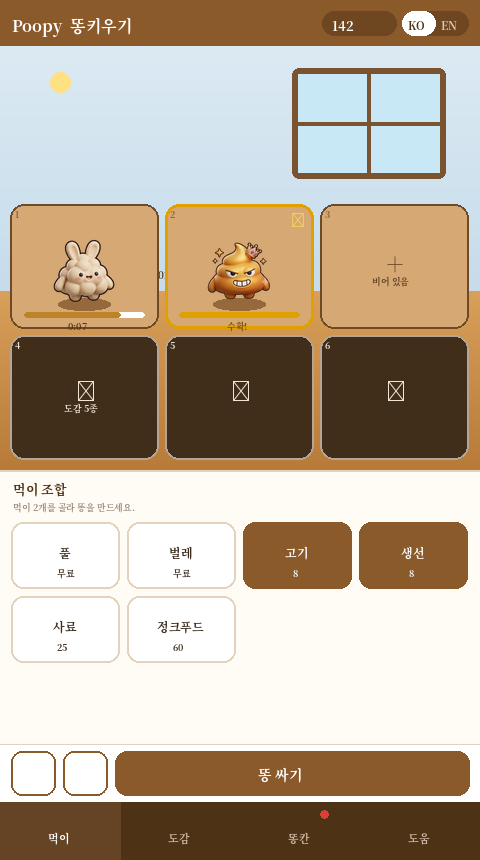 Poopy 똥키우기
142
KO EN
1
2
3
0
비어 있음
0:07
수확!
4
5
6
도감 5종
먹이 조합
먹이 2개를 골라 똥을 만드세요.
풀
벌레
고기
생선
무료
무료
8
8
사료
정크푸드
25
60
똥 싸기
먹이
도감
똥칸
도움